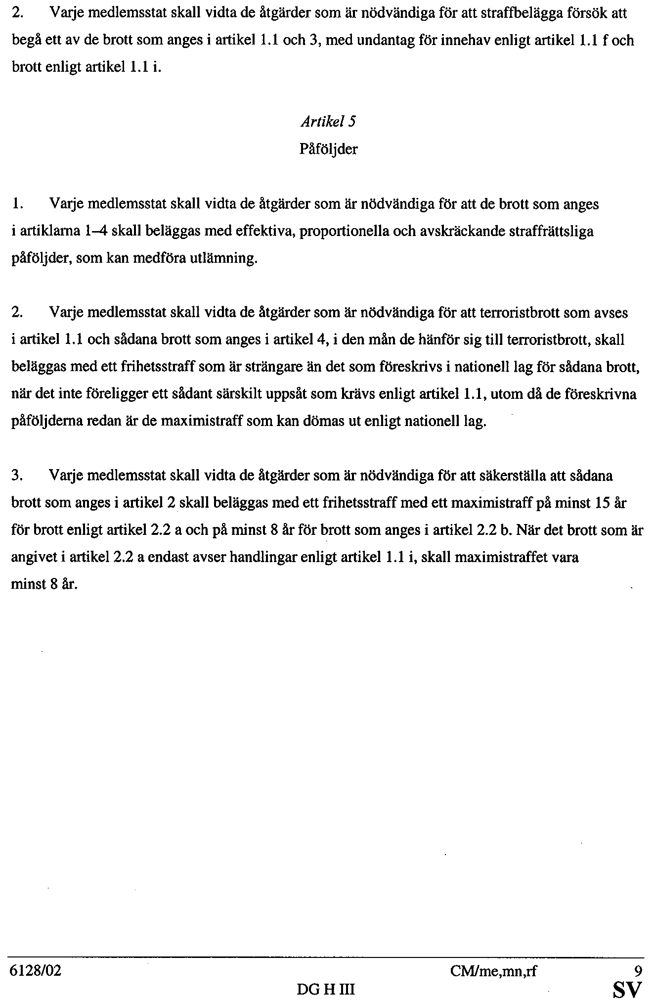 2. Varje medlemsstat skall vidta de åtgärder som är nödvändiga för att straffbelägga försök att
begå ett av de brott som anges i artikel 1.1 och 3, med undantag för innehav enligt artikel 1.1 f och
brott enligt artikel 1.1 i.
Artikel 5
Påföljder
1. Varje medlemsstat skall vidta de åtgärder som är nödvändiga för att de brott som anges
i artiklarna 1–4 skall beläggas med effektiva, proportionella och avskräckande straffrättsliga
påföljder, som kan medföra utlämning.
2. Varje medlemsstat skall vidta de åtgärder som är nödvändiga för att terroristbrott som avses
i artikel 1.1 och sådana brott som anges i artikel 4, i den mån de hänför sig till terroristbrott, skall
beläggas med ett frihetsstraff som är strängare än det som föreskrivs i nationell lag för sådana brott,
när det inte föreligger ett sådant särskilt uppsåt som krävs enligt artikel 1.1, utom då de föreskrivna
påföljderna redan är de maximistraff som kan dömas ut enligt nationell lag.
3. Varje medlemsstat skall vidta de åtgärder som är nödvändiga för att säkerställa att sådana
brott som anges i artikel 2 skall beläggas med ett frihetsstraff med ett maximistraff på minst 15 år
för brott enligt artikel 2.2 a och på minst 8 år för brott som anges i artikel 2.2 b. När det brott som är
angivet i artikel 2.2 a endast avser handlingar enligt artikel 1.1 i, skall maximistraffet vara
minst 8 år.
6128/02 CM/me,mn,rf 9
DG H III SV